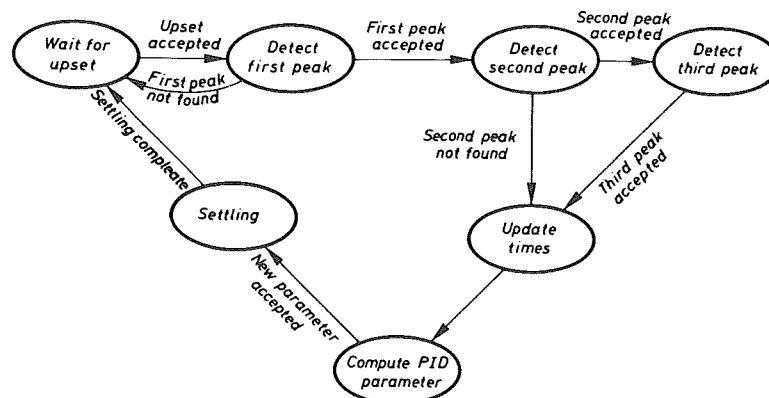 Wait for
upset
Upset
accepted
First peak
not found
Detect
first peak
First peak
accepted
Detect
second peak
Second peak
accepted
Detect
third peak
Second peak
not found
Third peak
accepted
Update
times
Compute PID
parameter
New parameter
accepted
Settling
Settling compleate